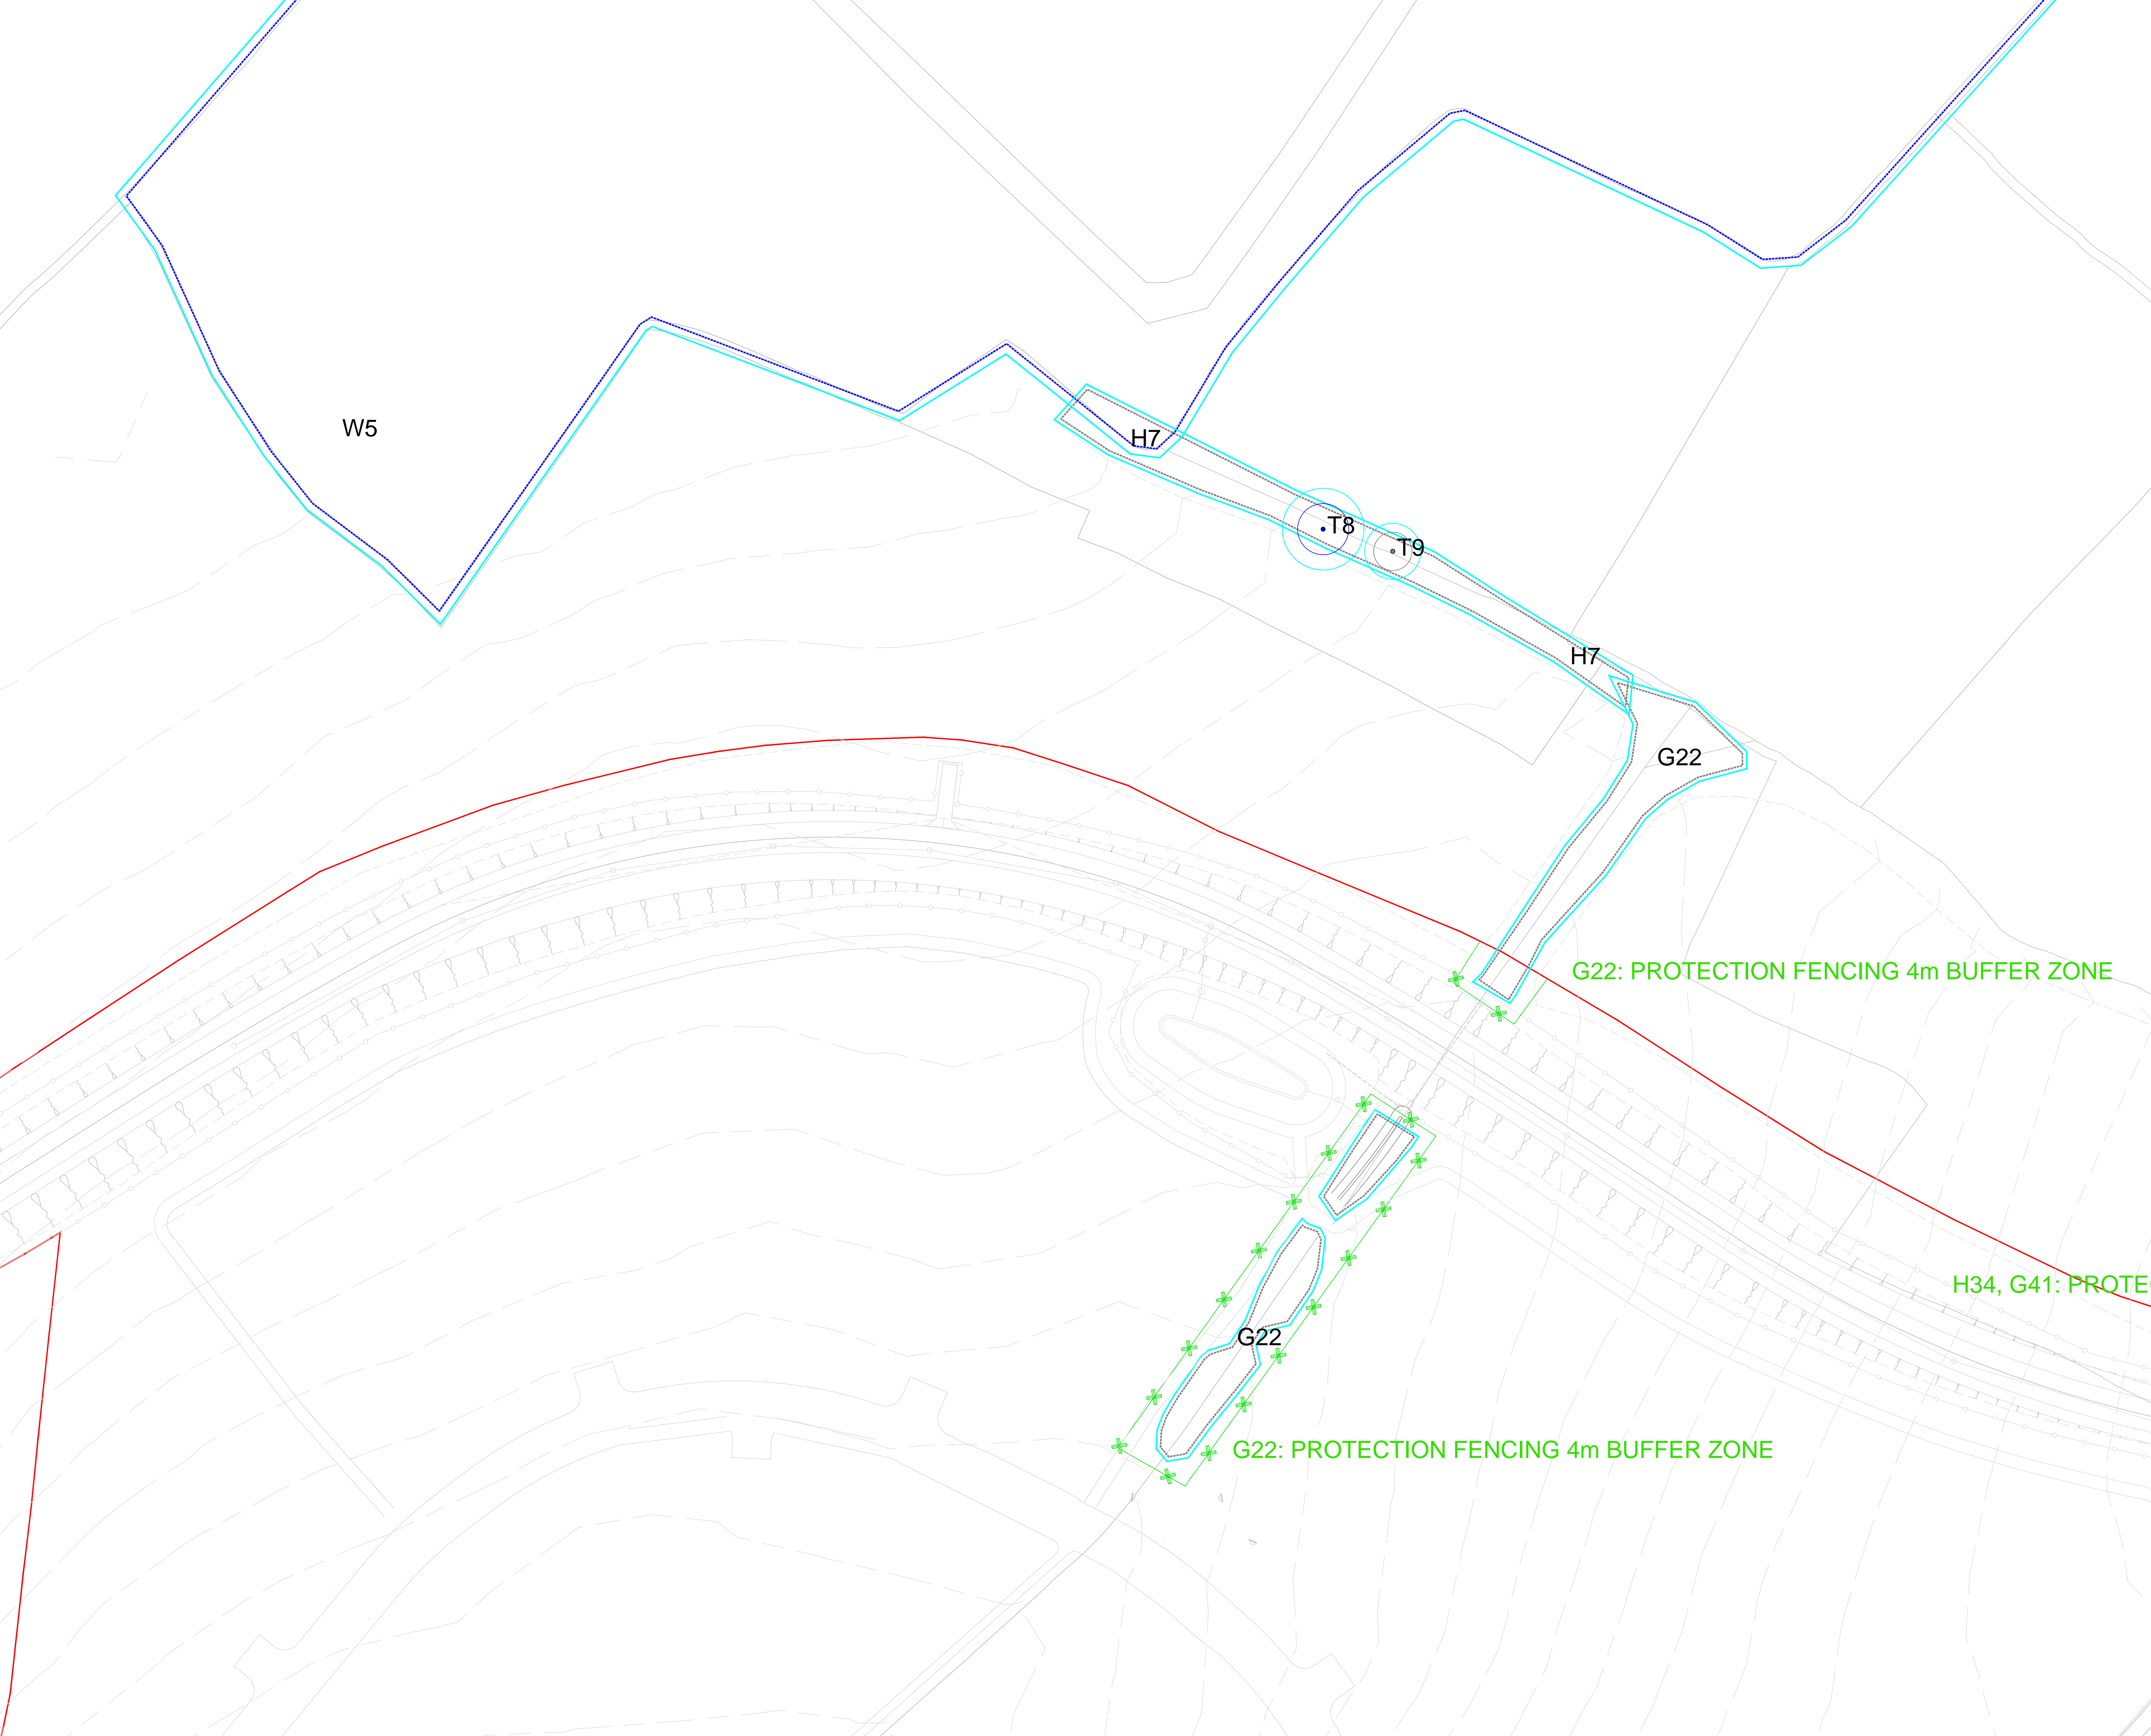 W5
H7
T8
T9
H7
G22
G22: PROTECTION FENCING 4m BUFFER ZONE
H34, G41: PROTE
G22
G22: PROTECTION FENCING 4m BUFFER ZONE